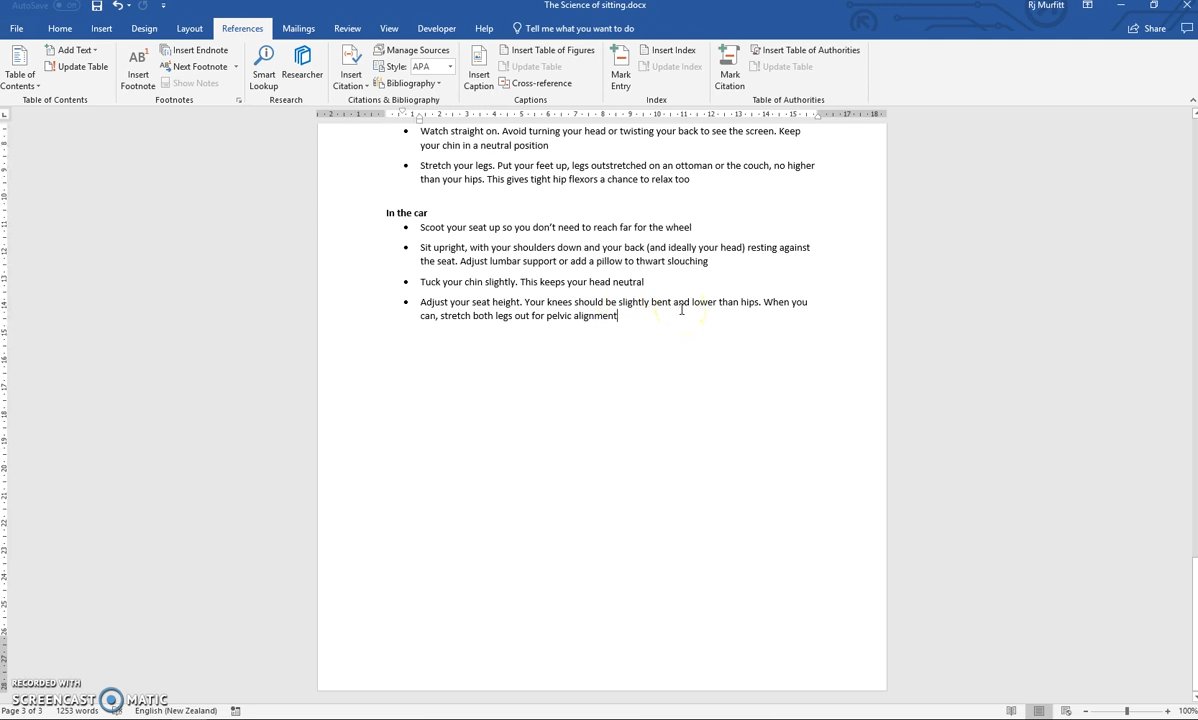 AutoSave Off
The Science of sitting.docx
Rj Murfitt
File Home Insert Design Layout References Mailings Review View Developer Help Tell me what you want to do Share
Table of Contents
Add Text
Update Table
Table of Contents
AB1
Insert Footnote
Insert Endnote
Next Footnote
Show Notes
Footnotes
Smart Lookup
Researcher
Research
Insert Citation
Manage Sources
Style: APA
Bibliography
Citations & Bibliography
Insert Caption
Insert Table of Figures
Update Table
Cross-reference
Captions
Mark Entry
Insert Index
Update Index
Index
Mark Citation
Insert Table of Authorities
Update Table
Table of Authorities
Watch straight on. Avoid turning your head or twisting your back to see the screen. Keep
your chin in a neutral position
Stretch your legs. Put your feet up, legs outstretched on an ottoman or the couch, no higher
than your hips. This gives tight hip flexors a chance to relax too
In the car
Scoot your seat up so you don’t need to reach far for the wheel
Sit upright, with your shoulders down and your back (and ideally your head) resting against
the seat. Adjust lumbar support or add a pillow to thwart slouching
Tuck your chin slightly. This keeps your head neutral
Adjust your seat height. Your knees should be slightly bent and lower than hips. When you
can, stretch both legs out for pelvic alignment
RECORDED WITH
SCREENCAST MATIC
Page 3 of 3 1253 words English (New Zealand) 100%